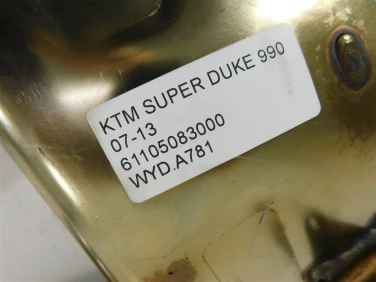 KTM SUPER DUKE 990
07-13
61105083000
WYD.A781